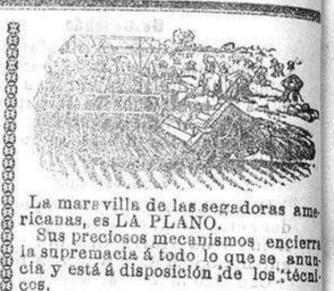 La maravilla de las segadoras ame-
ricanas, es LA PLANO.
Sus preciosos mecanismos encierra
la supremacia á todo lo que se anun-
cia y está á disposición de los técni-
cos.